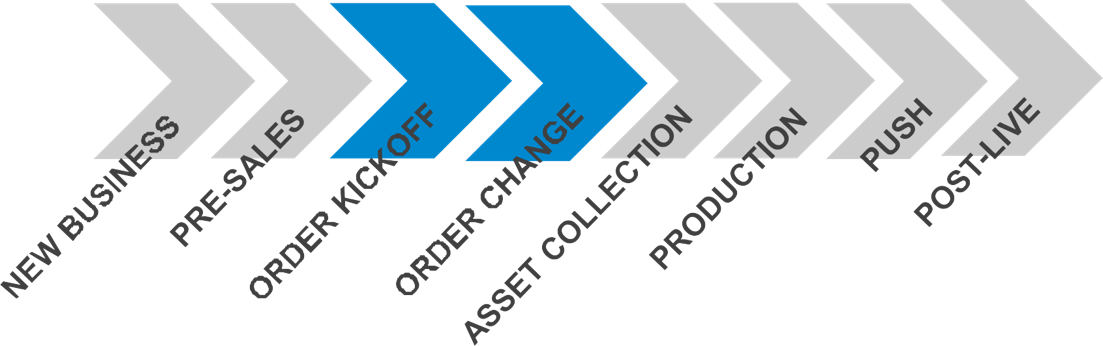 NEW BUSINESS
PRE-SALES
ORDER KICKOFF
ORDER CHANGE
ASSET COLLECTION
PRODUCTION
PUSH
POST-LIVE